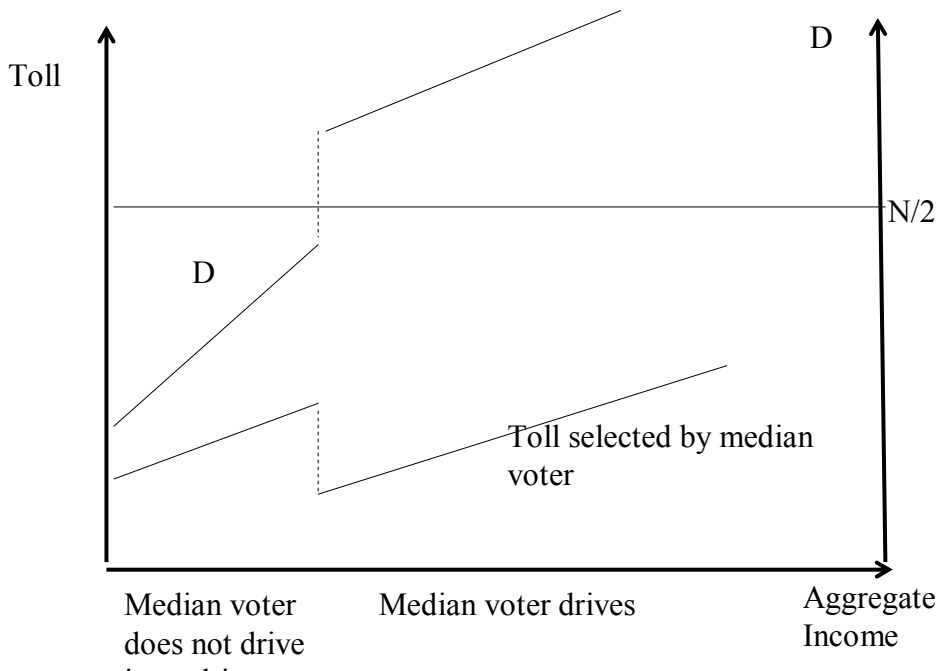 D
Toll
N/2
D
Toll selected by median
voter
Median voter
does not drive
Median voter drives
Aggregate
Income